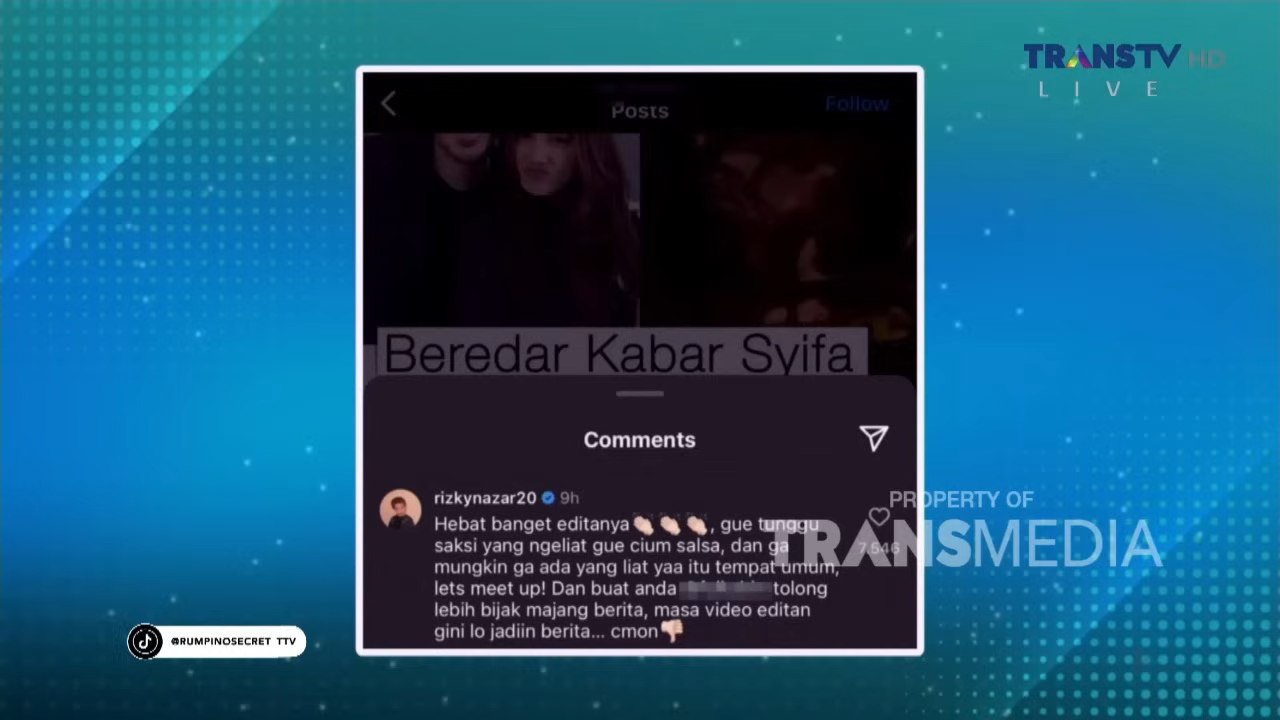 TRANSTV HD
LIVE
Posts
Follow
Beredar Kabar Syifa
Comments
rizkynazar20 9h
Hebat banget editanya👏🏻👏🏻👏🏻, gue tunggu
saksi yang ngeliat gue cium salsa, dan ga
mungkin ga ada yang liat yaa itu tempat umum,
lets meet up! Dan buat anda tolong
lebih bijak majang berita, masa video editan
gini lo jadiin berita... cmon👎🏻
7.546
PROPERTY OF
TRANSMEDIA
@RUMPINOSECRET TTV